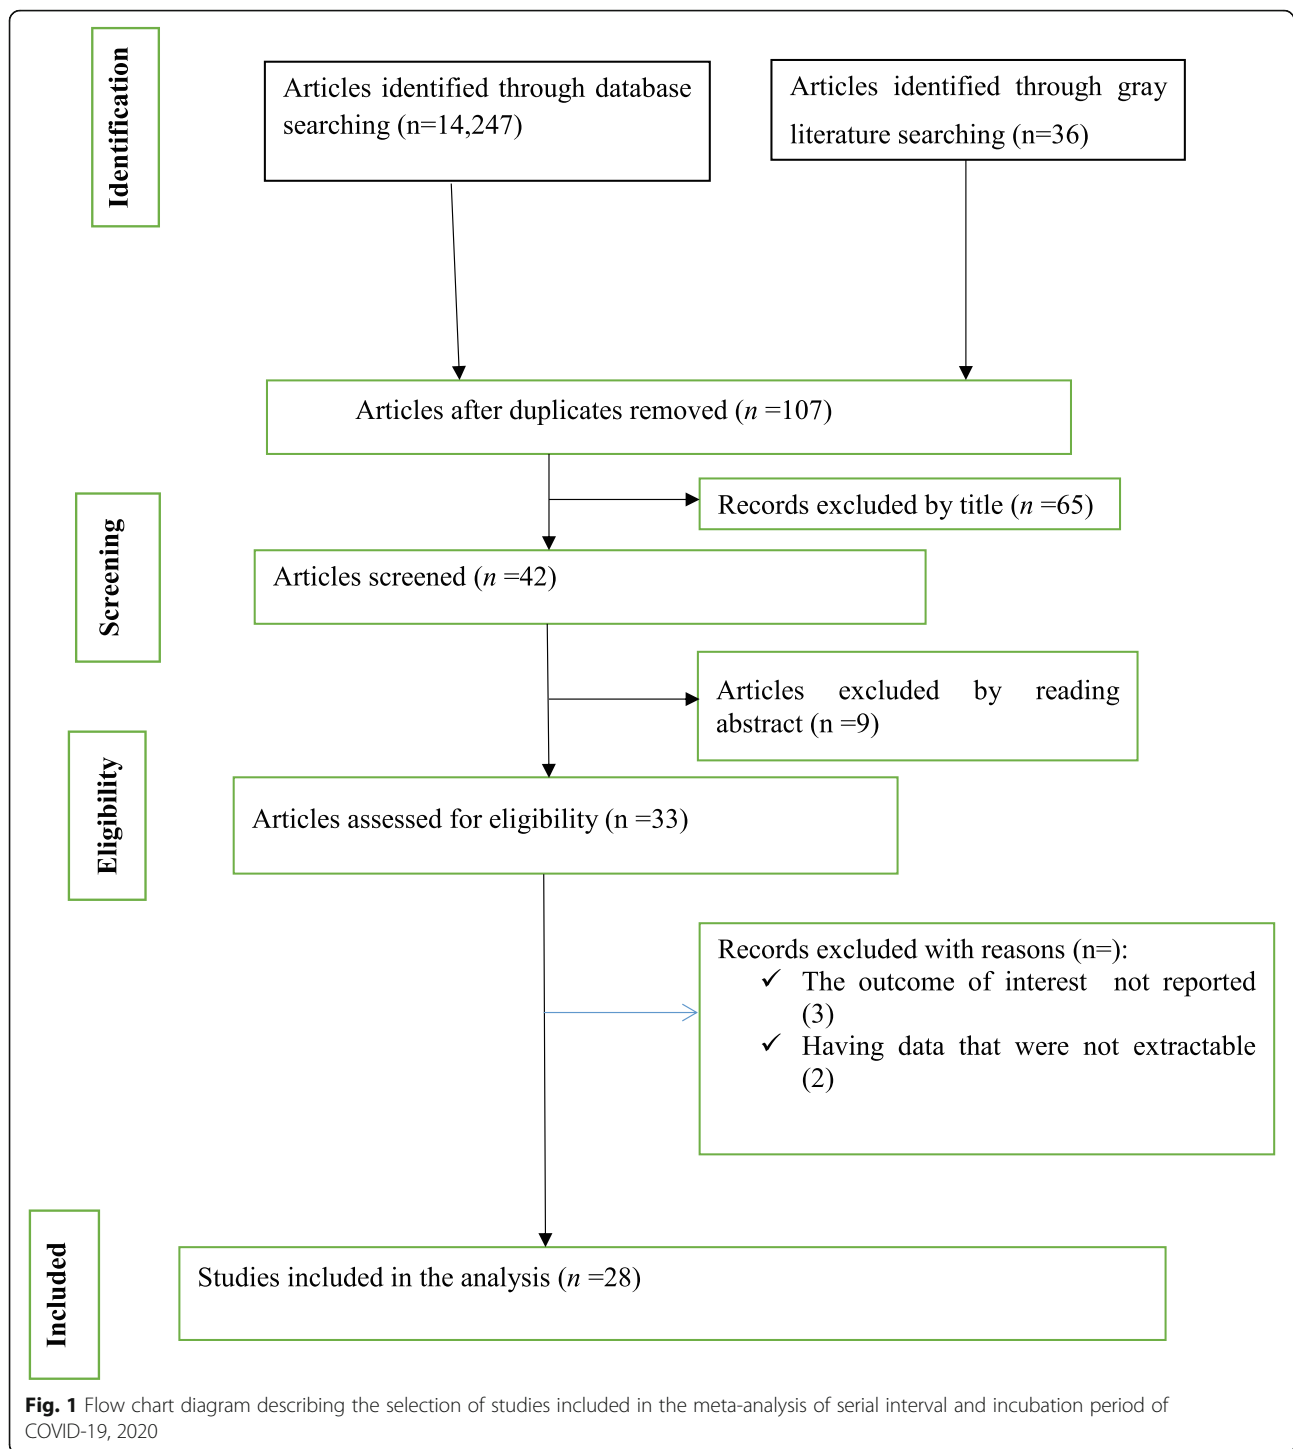 Identification
Articles identified through database
searching (n=14,247)
Articles identified through gray
literature searching (n=36)
Articles after duplicates removed (n =107)
Screening
Records excluded by title (n =65)
Articles screened (n =42)
Articles excluded by reading
abstract (n =9)
Eligibility
Articles assessed for eligibility (n =33)
Records excluded with reasons (n=):
✓ The outcome of interest not reported
(3)
✓ Having data that were not extractable
(2)
Included
Studies included in the analysis (n =28)
Fig. 1 Flow chart diagram describing the selection of studies included in the meta-analysis of serial interval and incubation period of
COVID-19, 2020